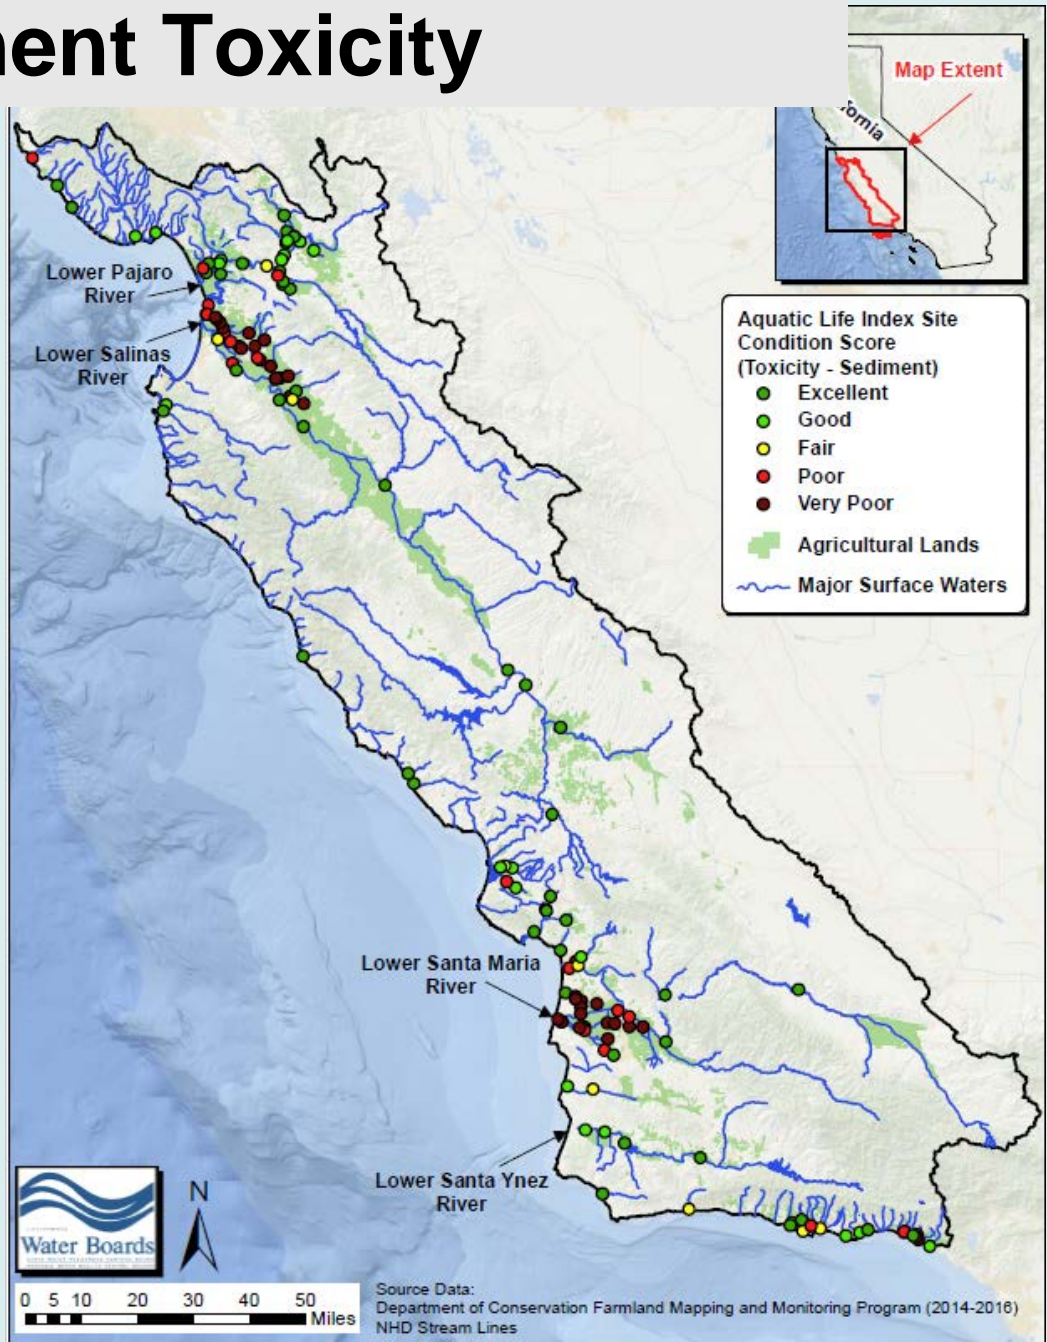 ent Toxicity
Map Extent
fornia
Lower Pajaro
River
Lower Salinas
River
Aquatic Life Index Site
Condition Score
(Toxicity - Sediment)
Excellent
Good
Fair
Poor
Very Poor
Agricultural Lands
Major Surface Waters
Lower Santa Maria
River
Lower Santa Ynez
River
Water Boards
N
0 5 10 20 30 40 50
Miles
Source Data:
Department of Conservation Farmland Mapping and Monitoring Program (2014-2016)
NHD Stream Lines